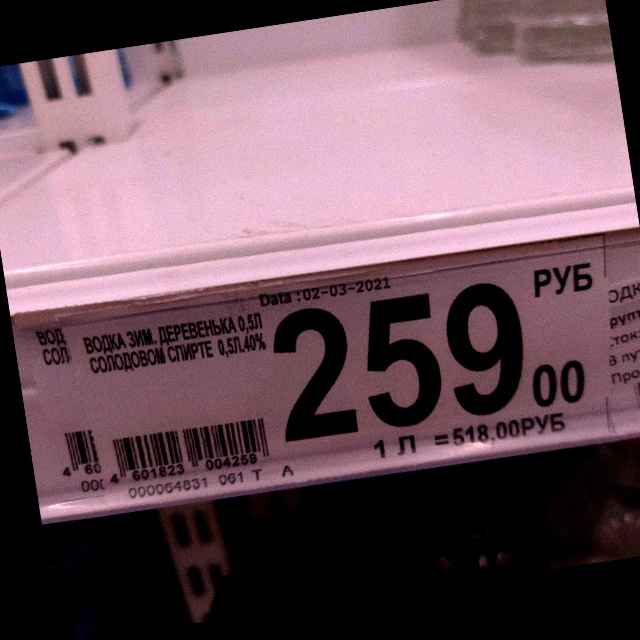 Data :02-03-2021
РУБ
ВОДКА ЗИМ. ДЕРЕВЕНЬКА 0,5Л
СОЛОДОВОМ СПИРТЕ 0,5Л.40%
259
00
1 Л =518,00РУБ
4 601823 004259
000064831 061 Т Л